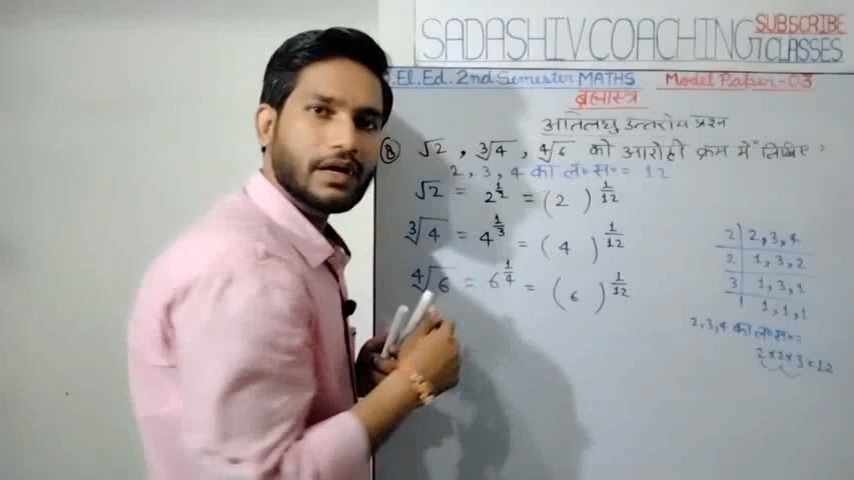 SADASHIV COACHING CLASSES
SUBSCRIBE
.El.Ed. 2nd Semester MATHS Model Paper-03
ब्रह्मास्त्र
अतिलघु उत्तरीय प्रश्न
8 √2 , ∛4 , ∜6 को आरोही क्रम में लिखिए :
2, 3, 4 का ल०स० = 12
√2 = 2^(1/2) = (2 )^(1/12)
∛4 = 4^(1/3) = (4 )^(1/12)
∜6 = 6^(1/4) = (6 )^(1/12)
2 | 2, 3, 4
2 | 1, 3, 2
3 | 1, 3, 1
1 | 1, 1, 1
2, 3, 4 का ल०स० =
2×2×3 = 12